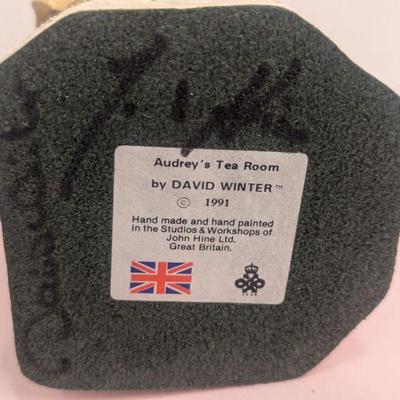 Audrey's Tea Room
by DAVID WINTER™
© 1991
Hand made and hand painted
in the Studios & Workshops of
John Hine Ltd.
Great Britain.